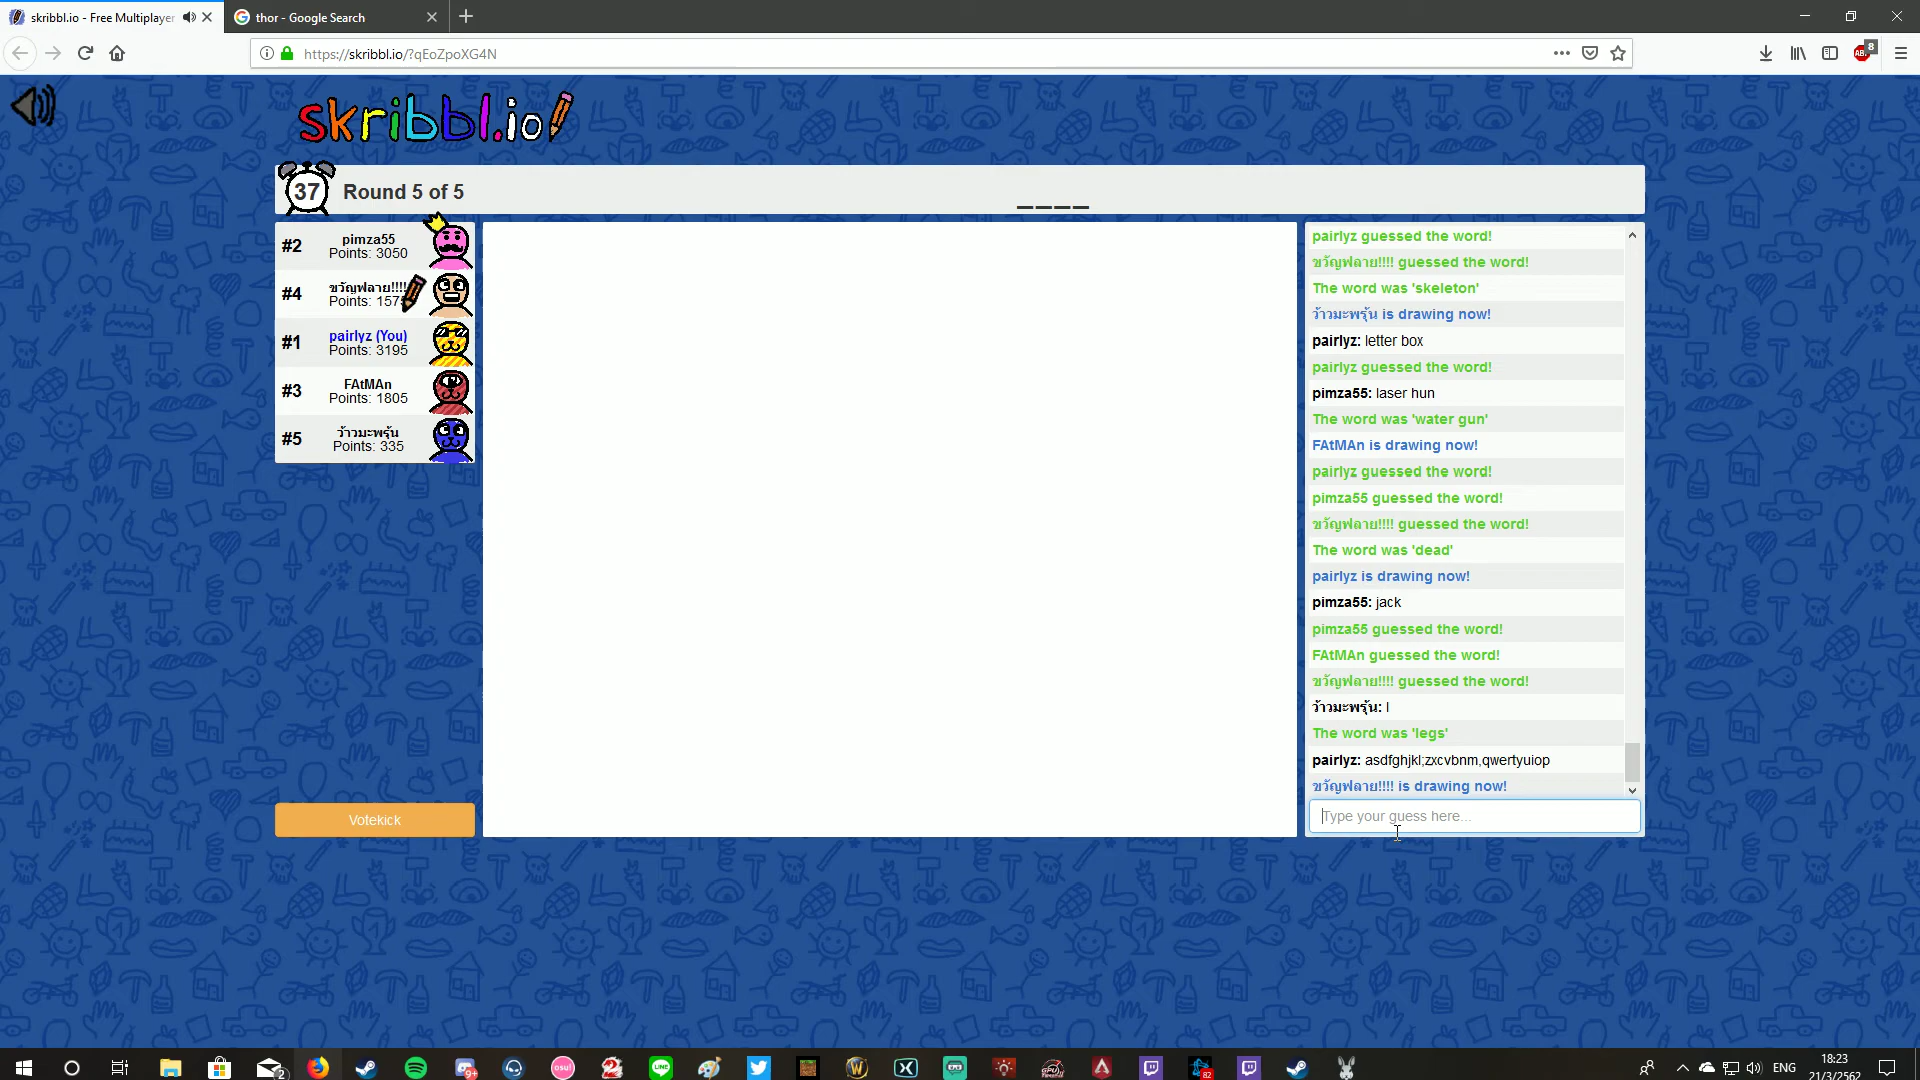 skribbl.io - Free Multiplayer
thor - Google Search
https://skribbl.io/?qEoZpoXG4N
8
skribbl.io
37
Round 5 of 5
____
#2
pimza55
Points: 3050
#4
ขวัญฟลาย!!!!
Points: 1575
#1
pairlyz (You)
Points: 3195
#3
FAtMAn
Points: 1805
#5
ว้าวมะพรุ้น
Points: 335
Votekick
pairlyz guessed the word!
ขวัญฟลาย!!!! guessed the word!
The word was 'skeleton'
ว้าวมะพรุ้น is drawing now!
pairlyz: letter box
pairlyz guessed the word!
pimza55: laser hun
The word was 'water gun'
FAtMAn is drawing now!
pairlyz guessed the word!
pimza55 guessed the word!
ขวัญฟลาย!!!! guessed the word!
The word was 'dead'
pairlyz is drawing now!
pimza55: jack
pimza55 guessed the word!
FAtMAn guessed the word!
ขวัญฟลาย!!!! guessed the word!
ว้าวมะพรุ้น: l
The word was 'legs'
pairlyz: asdfghjkl;zxcvbnm,qwertyuiop
ขวัญฟลาย!!!! is drawing now!
Type your guess here...
2
9+
osu!
LINE
82
ENG
18:23
21/3/2562